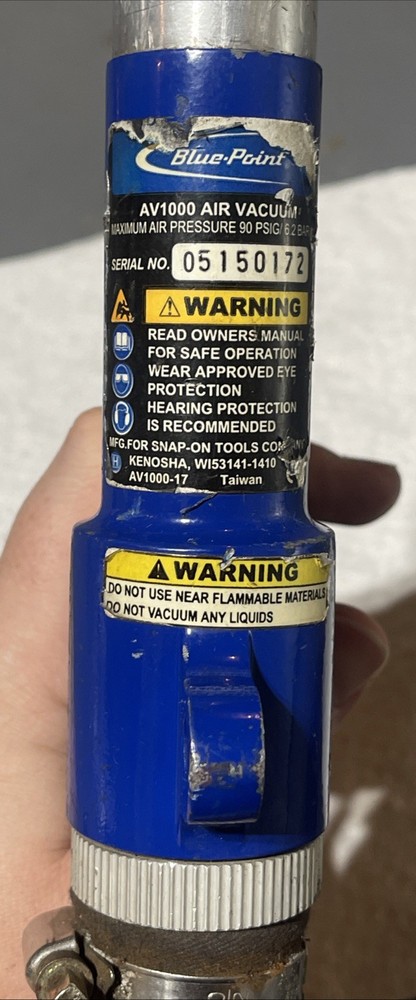 Blue-Point
AV1000 AIR VACUUM
MAXIMUM AIR PRESSURE 90 PSIG/ 6.2 BAR
SERIAL NO. 05150172
WARNING
READ OWNERS MANUAL
FOR SAFE OPERATION
WEAR APPROVED EYE
PROTECTION
HEARING PROTECTION
IS RECOMMENDED
MFG.FOR SNAP-ON TOOLS
KENOSHA, WI53141-1410
AV1000-17 Taiwan
WARNING
DO NOT USE NEAR FLAMMABLE MATERIALS
DO NOT VACUUM ANY LIQUIDS